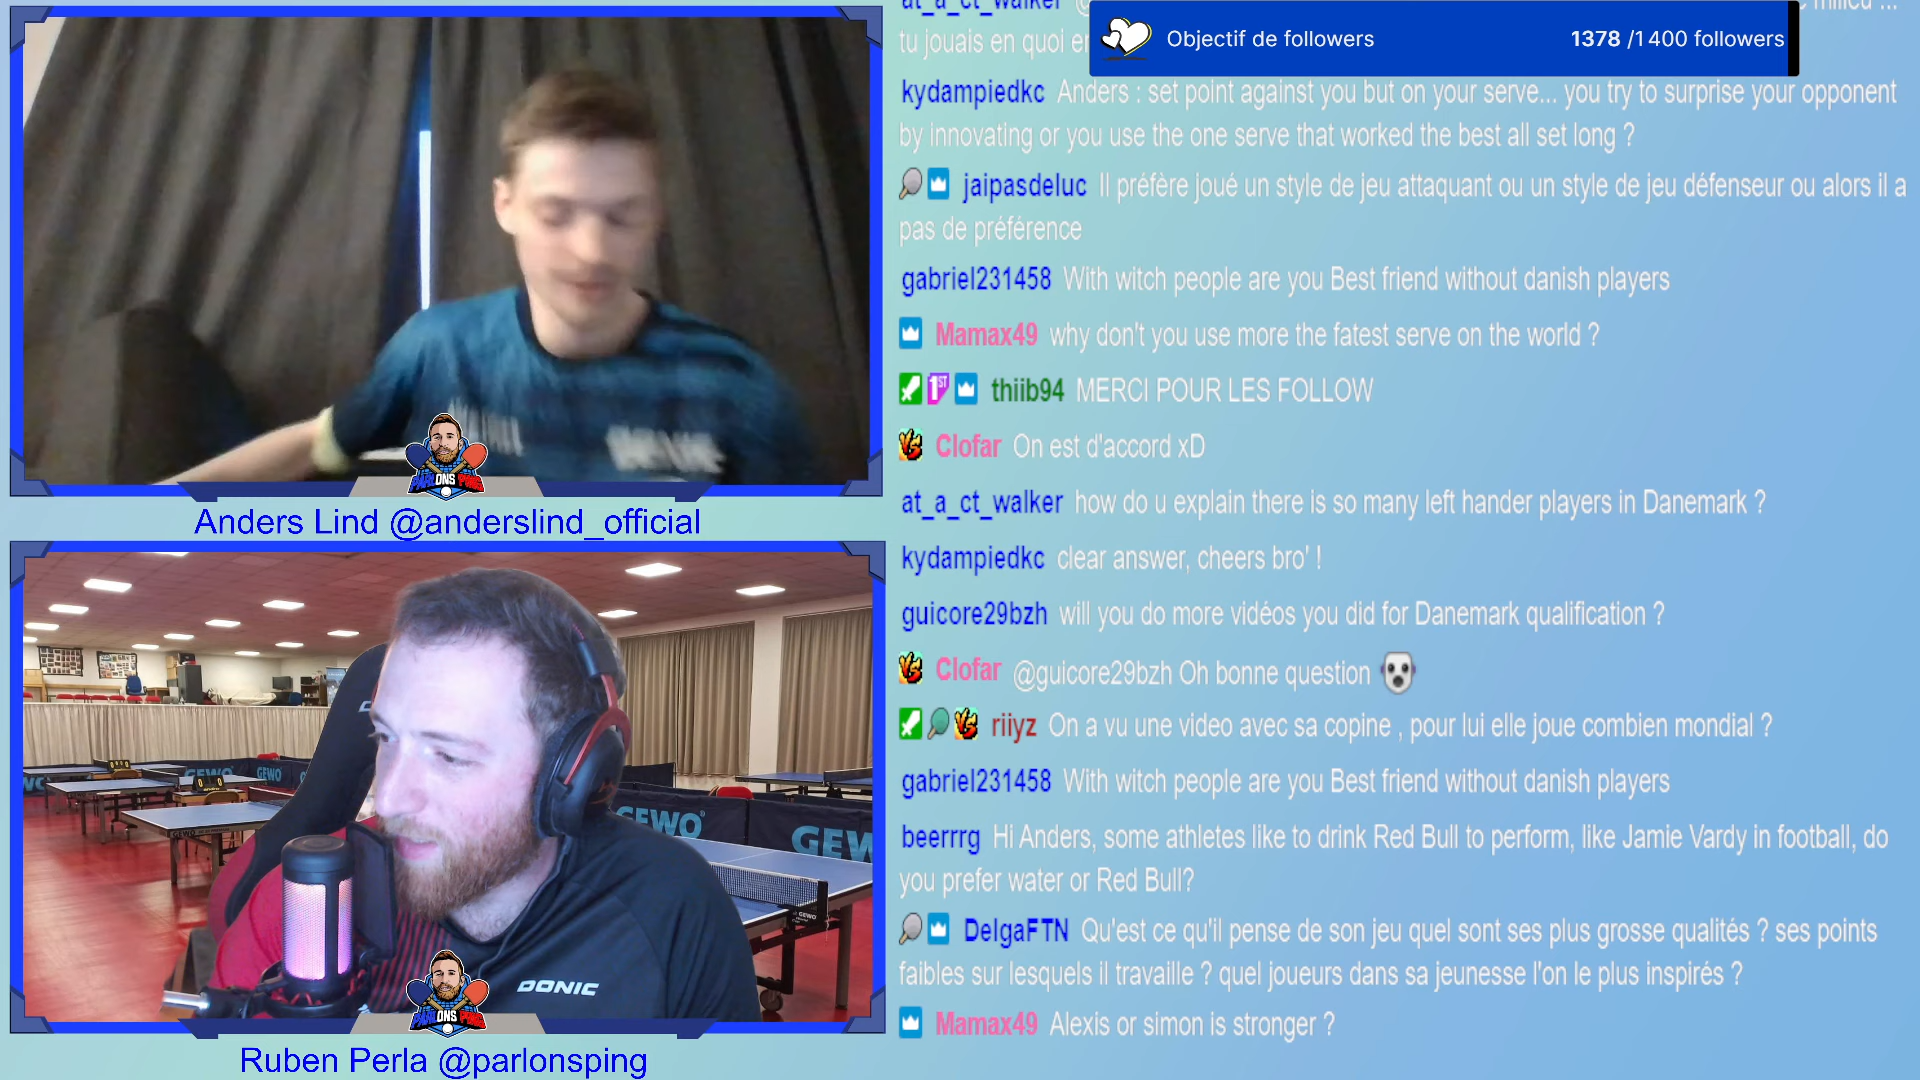 Anders Lind @anderslind_official
GEWO
GEWO
GEWO
GEWO
DONIC
PARLONS PING
Ruben Perla @parlonsping
at_a_ct_walker
milieu ...
tu jouais en quoi
Objectif de followers 1378 /1400 followers
kydampiedkc Anders : set point against you but on your serve... you try to surprise your opponent
by innovating or you use the one serve that worked the best all set long ?
jaipasdeluc Il préfère joué un style de jeu attaquant ou un style de jeu défenseur ou alors il a
pas de préférence
gabriel231458 With witch people are you Best friend without danish players
Mamax49 why don't you use more the fatest serve on the world ?
1ST thiib94 MERCI POUR LES FOLLOW
VS Clofar On est d'accord xD
at_a_ct_walker how do u explain there is so many left hander players in Danemark ?
kydampiedkc clear answer, cheers bro' !
guicore29bzh will you do more vidéos you did for Danemark qualification ?
VS Clofar @guicore29bzh Oh bonne question
VS riiyz On a vu une video avec sa copine , pour lui elle joue combien mondial ?
gabriel231458 With witch people are you Best friend without danish players
beerrrg Hi Anders, some athletes like to drink Red Bull to perform, like Jamie Vardy in football, do
you prefer water or Red Bull?
DelgaFTN Qu'est ce qu'il pense de son jeu quel sont ses plus grosse qualités ? ses points
faibles sur lesquels il travaille ? quel joueurs dans sa jeunesse l'on le plus inspirés ?
Mamax49 Alexis or simon is stronger ?